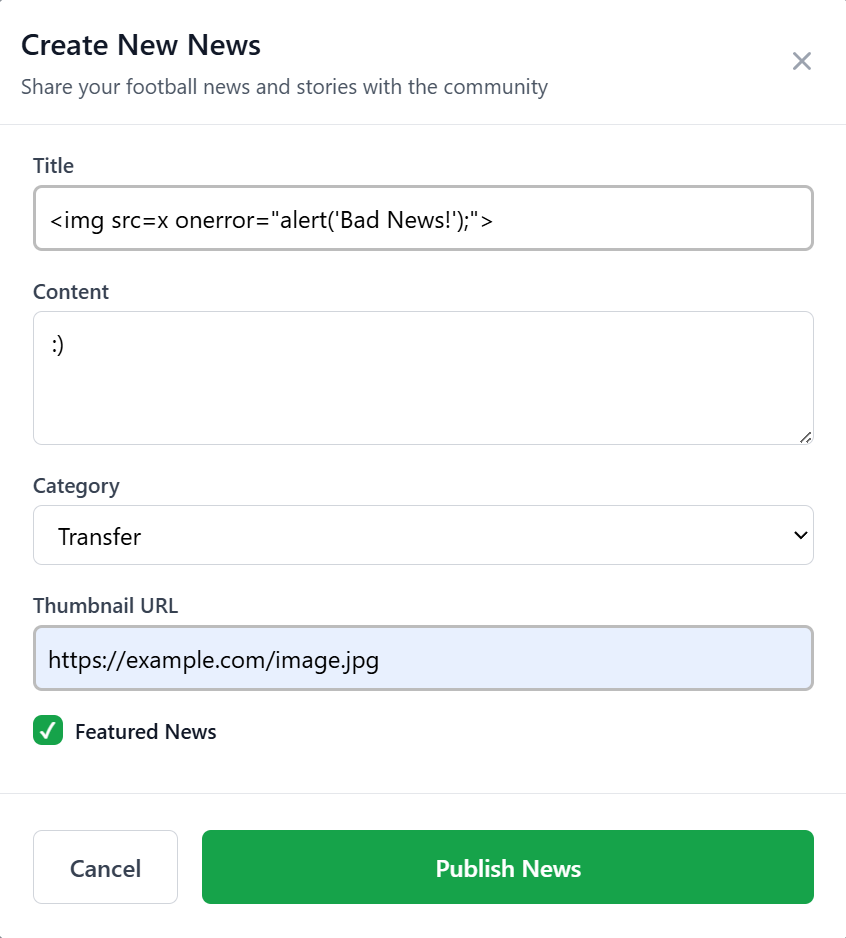 Create New News
Share your football news and stories with the community
Title
<img src=x onerror="alert('Bad News!');">
Content
:)
Category
Transfer
Thumbnail URL
https://example.com/image.jpg
Featured News
Cancel
Publish News